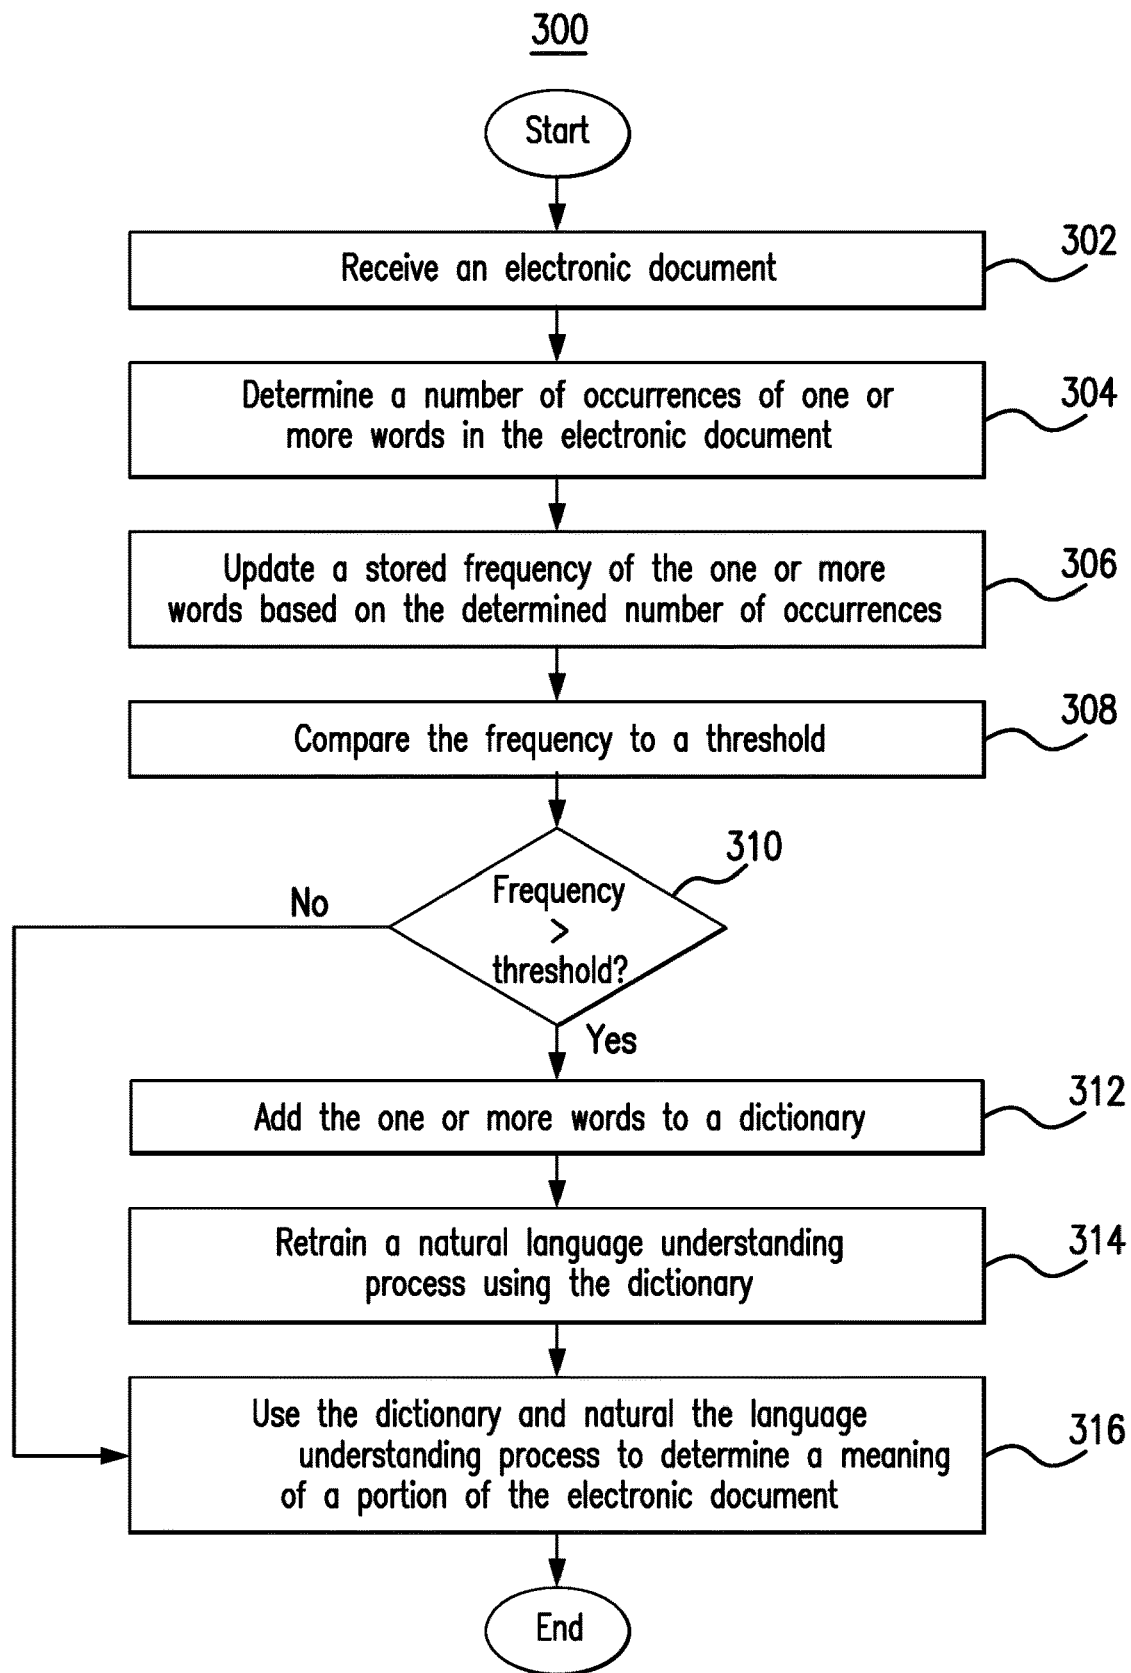 300
Start
302
Receive an electronic document
304
Determine a number of occurrences of one or
more words in the electronic document
306
Update a stored frequency of the one or more
words based on the determined number of occurrences
308
Compare the frequency to a threshold
310
No
Frequency
>
threshold?
Yes
312
Add the one or more words to a dictionary
314
Retrain a natural language understanding
process using the dictionary
316
Use the dictionary and natural the language
understanding process to determine a meaning
of a portion of the electronic document
End